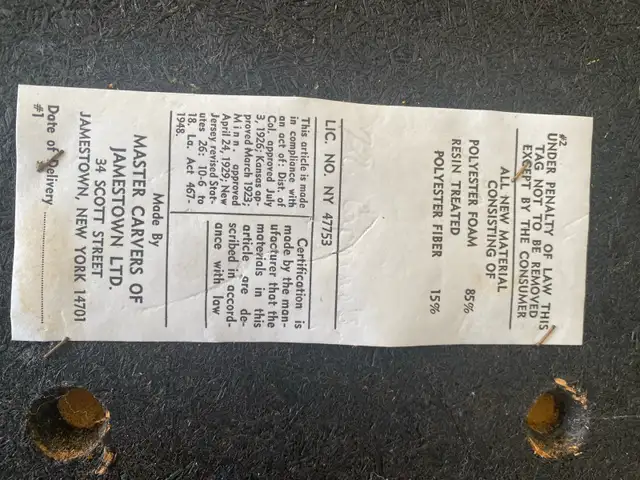 #2
UNDER PENALTY OF LAW THIS
TAG NOT TO BE REMOVED
EXCEPT BY THE CONSUMER
ALL NEW MATERIAL
CONSISTING OF
POLYESTER FOAM 85%
RESIN TREATED
POLYESTER FIBER 15%
LIC. NO. NY 47753
This article is made
in compliance with
an act of: Dist. of
Col. approved July
3, 1926; Kansas ap-
proved March 1923;
Minn. approved
April 24, 1929; New
Jersey revised Stat-
utes 26: 10-6 to
18. La. Act 467-
1948.
Certification is
made by the man-
ufacturer that the
materials in this
article are de-
scribed in accord-
ance with law
Made By
MASTER CARVERS OF
JAMESTOWN LTD.
34 SCOTT STREET
JAMESTOWN, NEW YORK 14701
Date of Delivery
#1